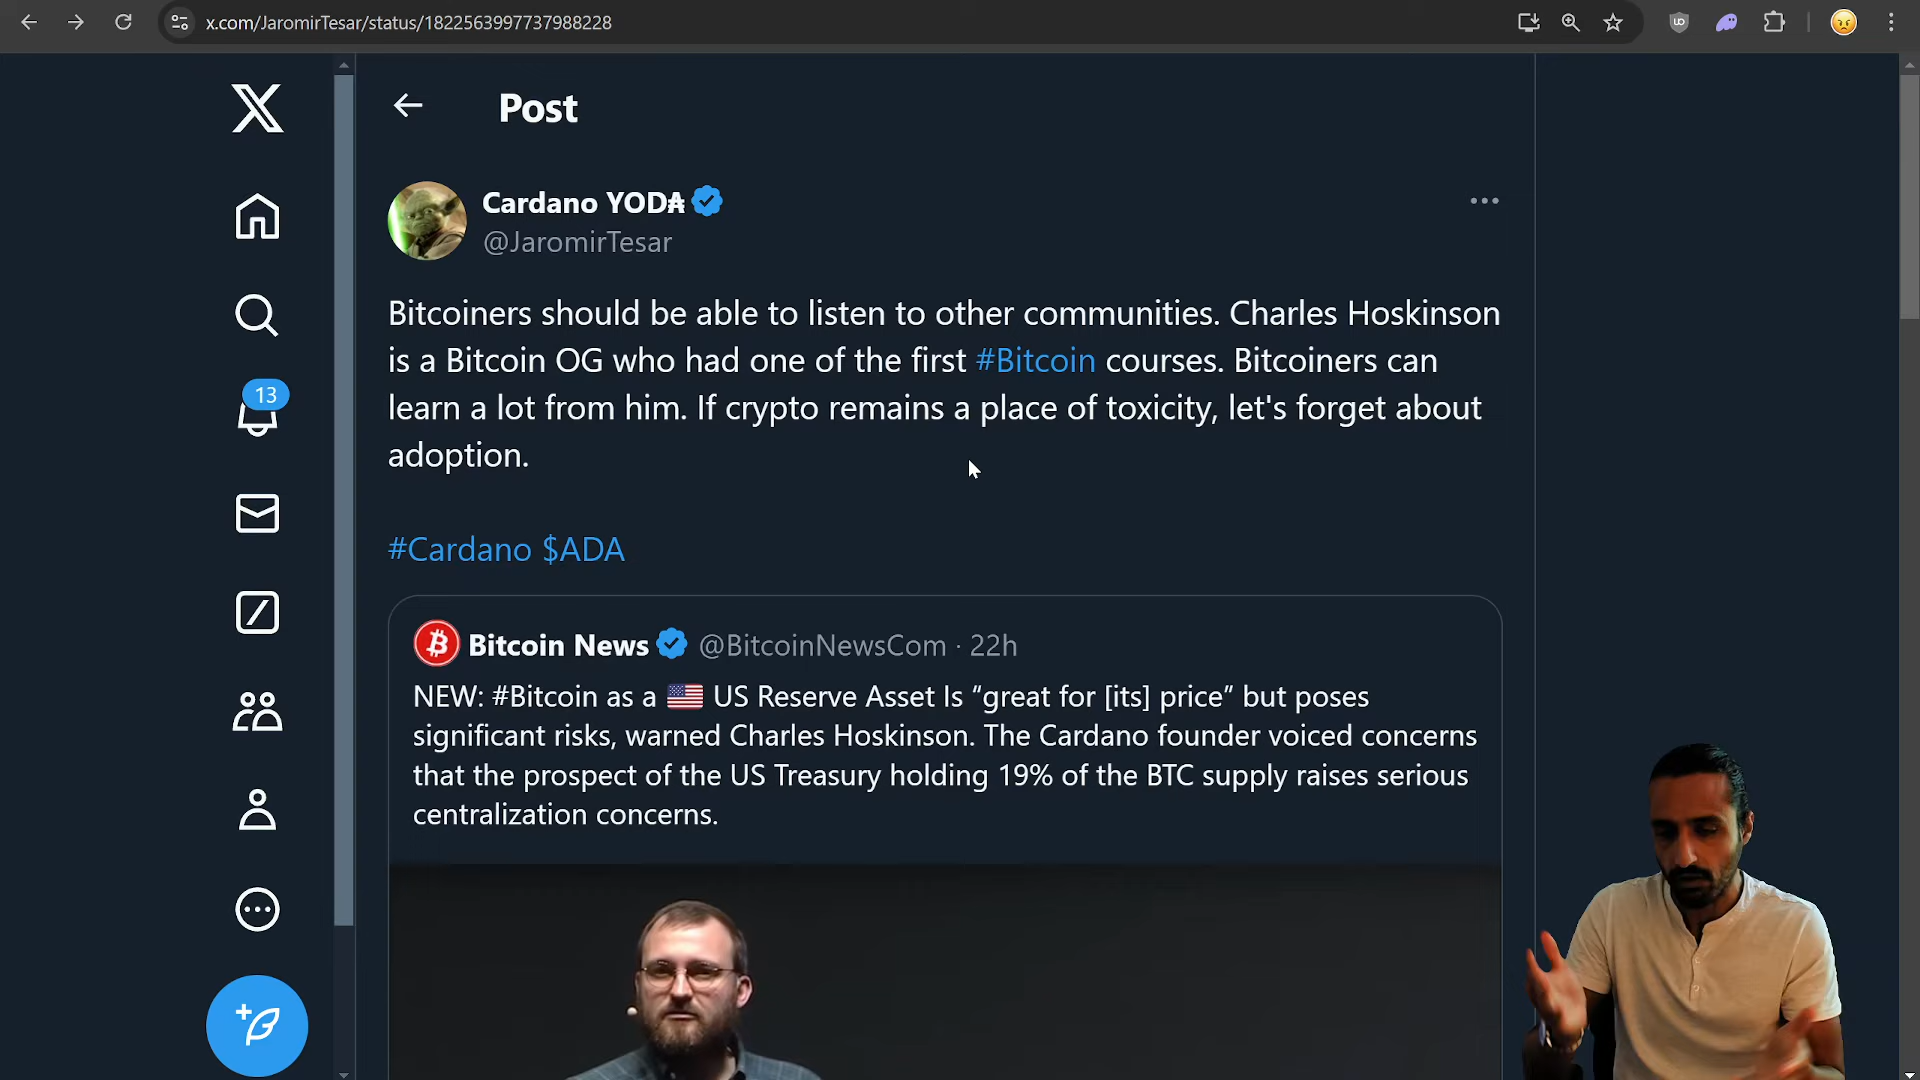 x.com/JaromirTesar/status/1822563997737988228
Post
Cardano YOD₳
@JaromirTesar
Bitcoiners should be able to listen to other communities. Charles Hoskinson
is a Bitcoin OG who had one of the first #Bitcoin courses. Bitcoiners can
learn a lot from him. If crypto remains a place of toxicity, let's forget about
adoption.
#Cardano $ADA
13
Bitcoin News @BitcoinNewsCom · 22h
NEW: #Bitcoin as a 🇺🇸 US Reserve Asset Is “great for [its] price” but poses
significant risks, warned Charles Hoskinson. The Cardano founder voiced concerns
that the prospect of the US Treasury holding 19% of the BTC supply raises serious
centralization concerns.